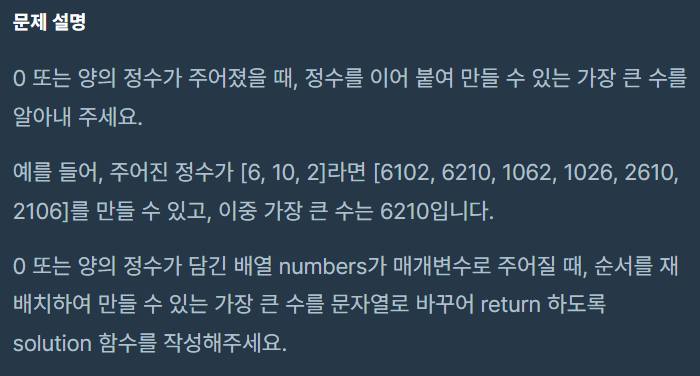 문제 설명
0 또는 양의 정수가 주어졌을 때, 정수를 이어 붙여 만들 수 있는 가장 큰 수를
알아내 주세요.
예를 들어, 주어진 정수가 [6, 10, 2]라면 [6102, 6210, 1062, 1026, 2610,
2106]를 만들 수 있고, 이중 가장 큰 수는 6210입니다.
0 또는 양의 정수가 담긴 배열 numbers가 매개변수로 주어질 때, 순서를 재
배치하여 만들 수 있는 가장 큰 수를 문자열로 바꾸어 return 하도록
solution 함수를 작성해주세요.